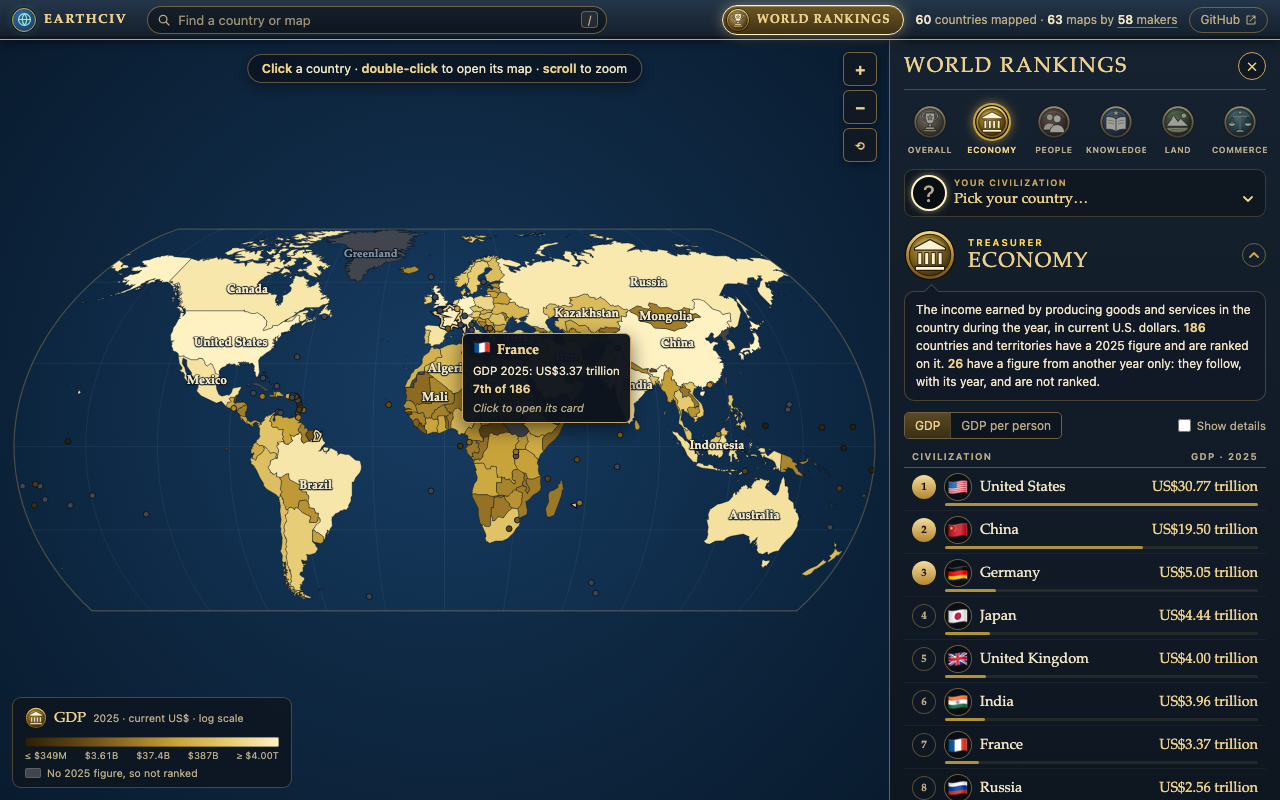 EARTHCIV
Find a country or map
/
WORLD RANKINGS
60 countries mapped · 63 maps by 58 makers
GitHub
Click a country · double-click to open its map · scroll to zoom
+
−
Greenland
Canada
Russia
Kazakhstan
Mongolia
United States
China
Mexico
Algeri
Mali
ndia
Indonesia
Brazil
Australia
France
GDP 2025: US$3.37 trillion
7th of 186
Click to open its card
GDP 2025 · current US$ · log scale
≤ $349M $3.61B $37.4B $387B ≥ $4.00T
No 2025 figure, so not ranked
WORLD RANKINGS
OVERALL ECONOMY PEOPLE KNOWLEDGE LAND COMMERCE
?
YOUR CIVILIZATION
Pick your country...
TREASURER
ECONOMY
The income earned by producing goods and services in the
country during the year, in current U.S. dollars. 186
countries and territories have a 2025 figure and are ranked
on it. 26 have a figure from another year only: they follow,
with its year, and are not ranked.
GDP GDP per person Show details
CIVILIZATION GDP · 2025
1 United States US$30.77 trillion
2 China US$19.50 trillion
3 Germany US$5.05 trillion
4 Japan US$4.44 trillion
5 United Kingdom US$4.00 trillion
6 India US$3.96 trillion
7 France US$3.37 trillion
8 Russia US$2.56 trillion